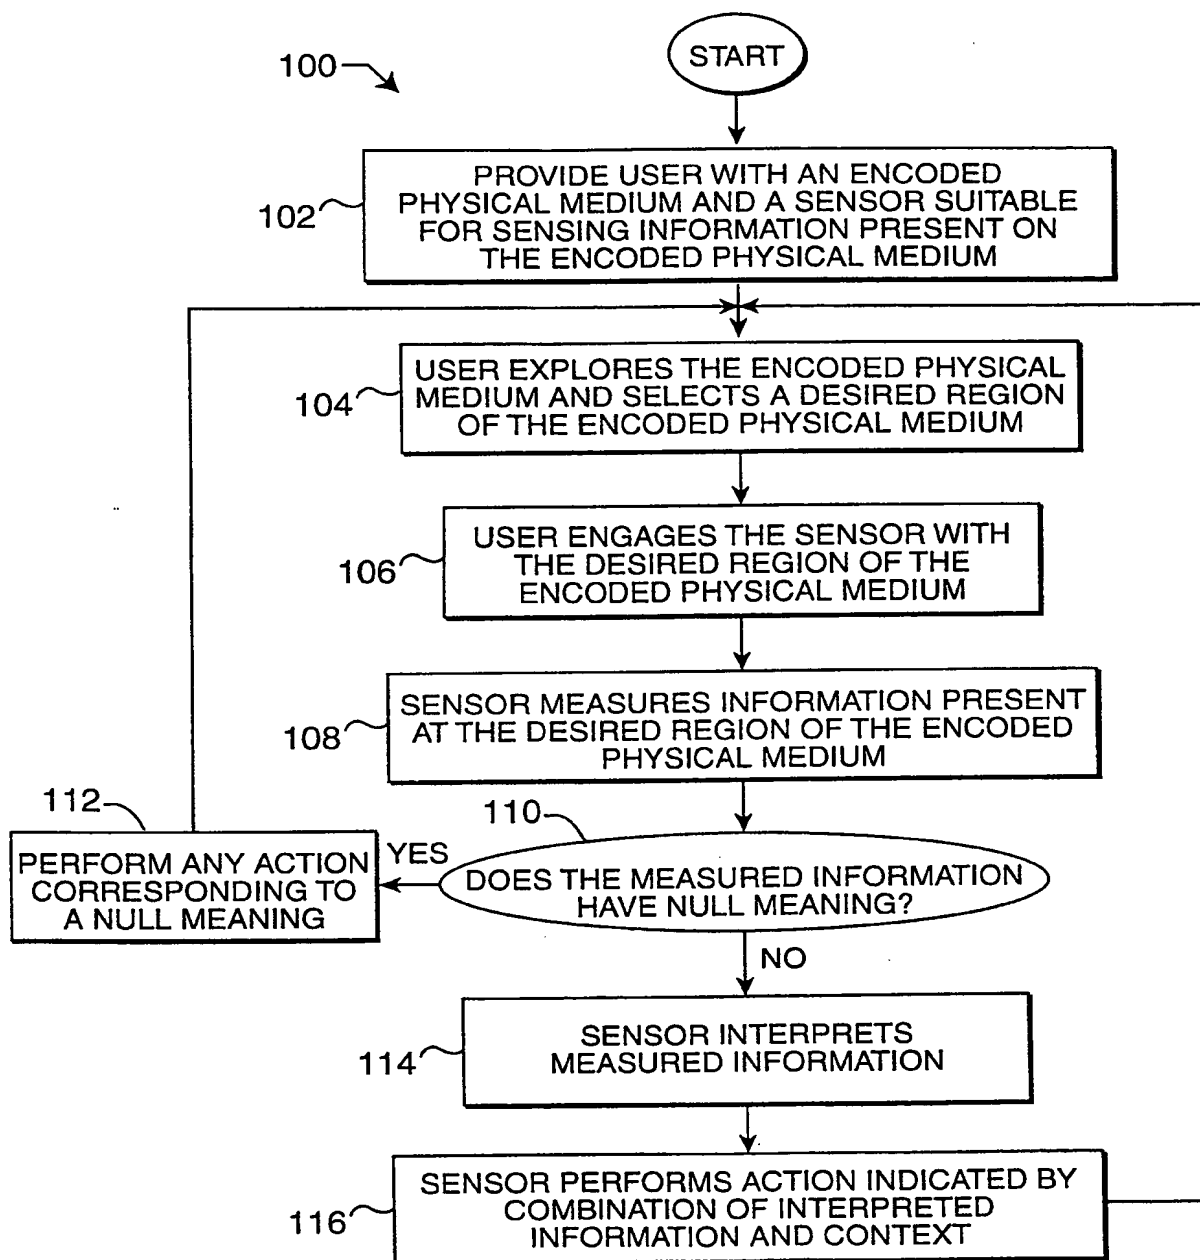 START
100
PROVIDE USER WITH AN ENCODED
PHYSICAL MEDIUM AND A SENSOR SUITABLE
FOR SENSING INFORMATION PRESENT ON
THE ENCODED PHYSICAL MEDIUM
102
USER EXPLORES THE ENCODED PHYSICAL
MEDIUM AND SELECTS A DESIRED REGION
OF THE ENCODED PHYSICAL MEDIUM
104
USER ENGAGES THE SENSOR WITH
THE DESIRED REGION OF THE
ENCODED PHYSICAL MEDIUM
106
SENSOR MEASURES INFORMATION PRESENT
AT THE DESIRED REGION OF THE ENCODED
PHYSICAL MEDIUM
108
112
110
PERFORM ANY ACTION
CORRESPONDING TO
A NULL MEANING
YES
DOES THE MEASURED INFORMATION
HAVE NULL MEANING?
NO
SENSOR INTERPRETS
MEASURED INFORMATION
114
SENSOR PERFORMS ACTION INDICATED BY
COMBINATION OF INTERPRETED
INFORMATION AND CONTEXT
116